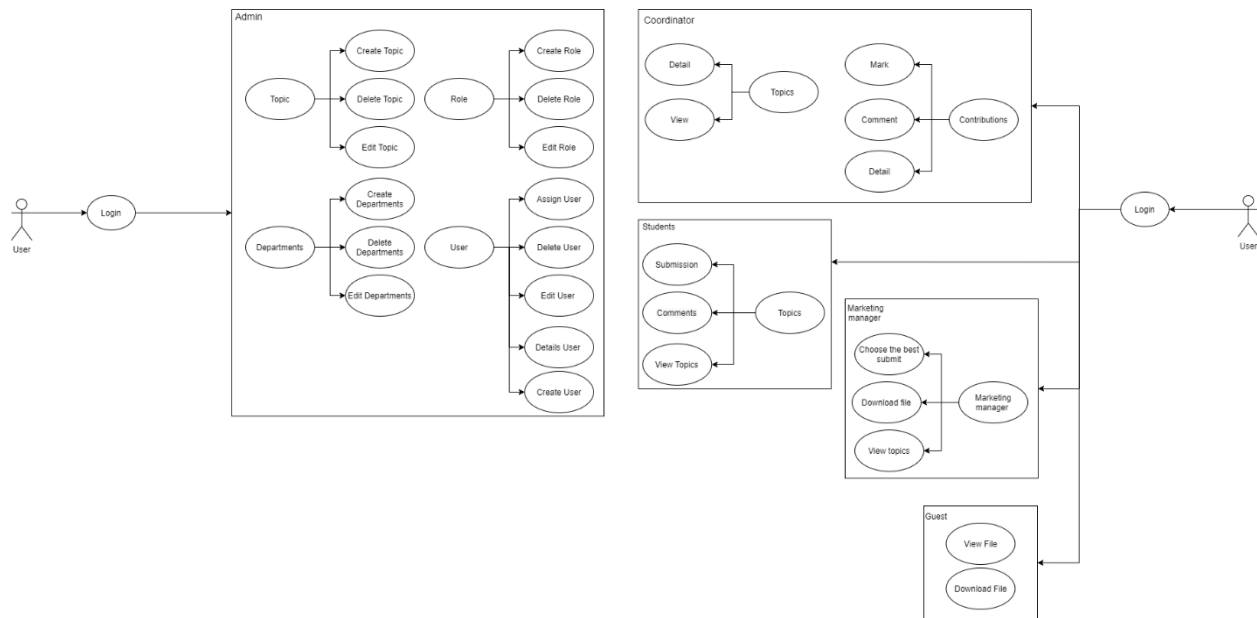 Admin
Create Topic
Topic
Delete Topic
Edit Topic
Create Role
Role
Delete Role
Edit Role
Create
Departments
Departments
Delete
Departments
Edit Departments
Assign User
User
Delete User
Edit User
Details User
Create User
User
Login
Coordinator
Detail
Topics
View
Mark
Comment
Contributions
Detail
Login
User
Students
Submission
Comments
Topics
View Topics
Marketing
manager
Choose the best
submit
Download file
Marketing
manager
View topics
Guest
View File
Download File